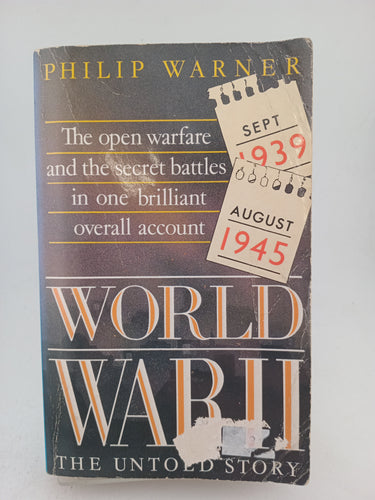 PHILIP WARNER
SEPT
1939
AUGUST
1945
The open warfare
and the secret battles
in one brilliant
overall account
WORLD
WAR II
THE UNTOLD STORY